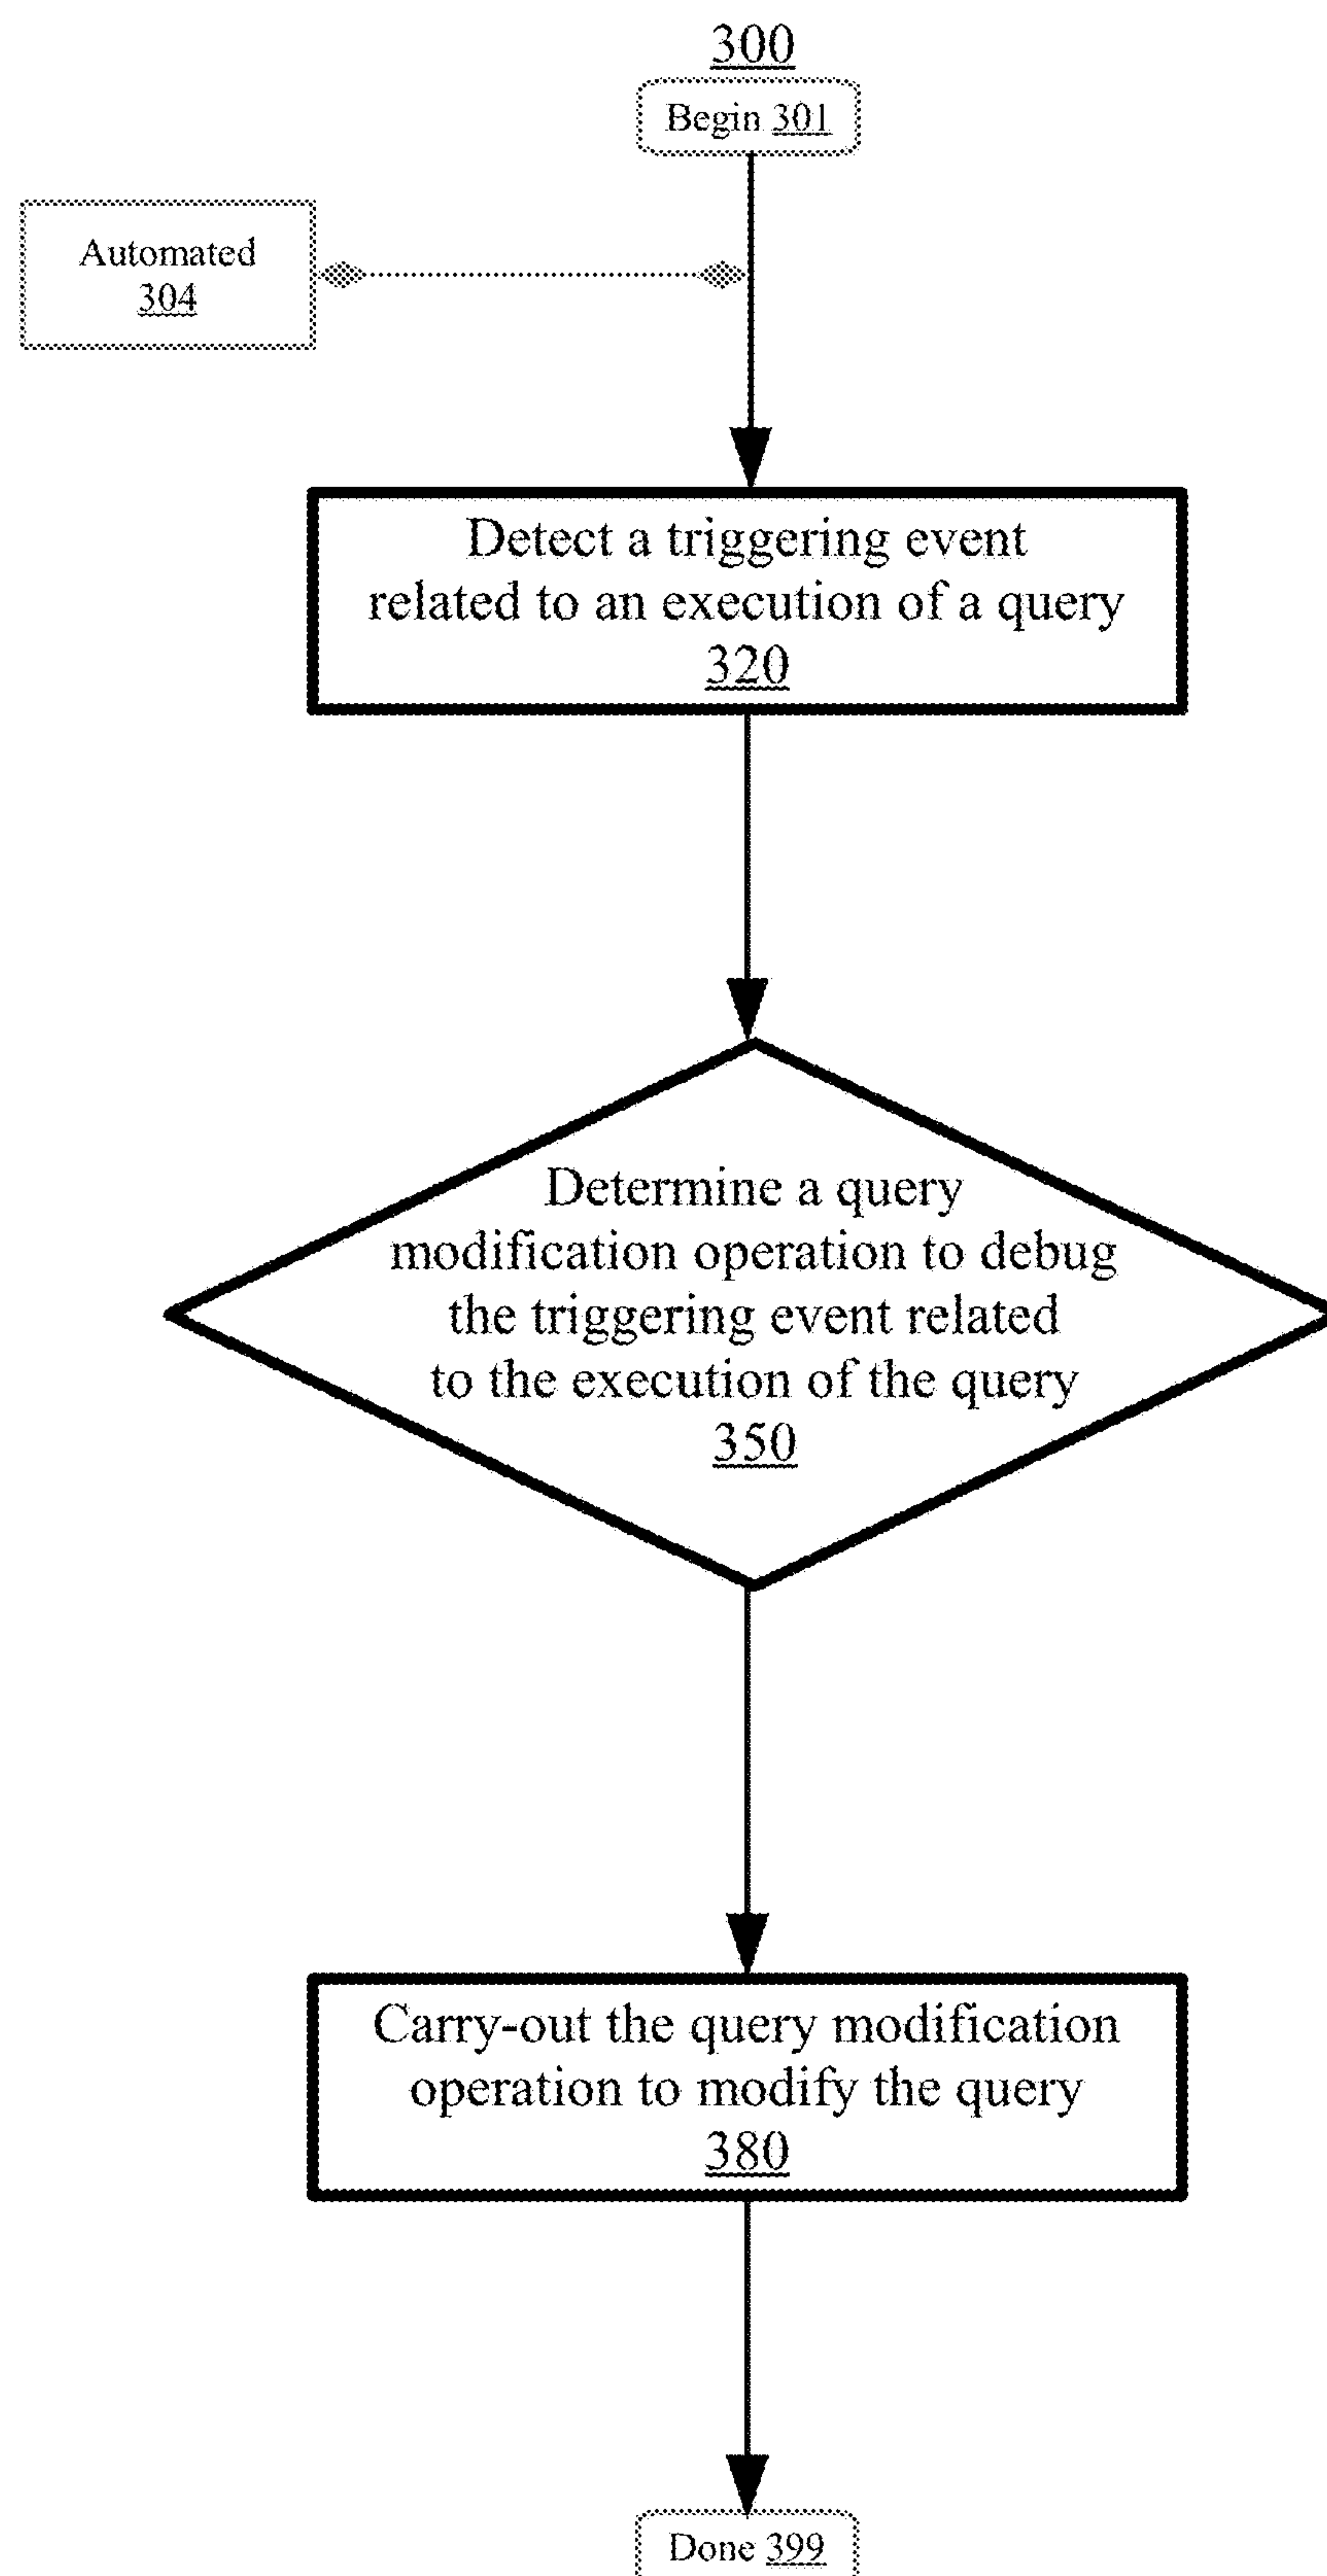 300
Begin 301
Automated
304
Detect a triggering event
related to an execution of a query
320
Determine a query
modification operation to debug
the triggering event related
to the execution of the query
350
Carry-out the query modification
operation to modify the query
380
Done 399